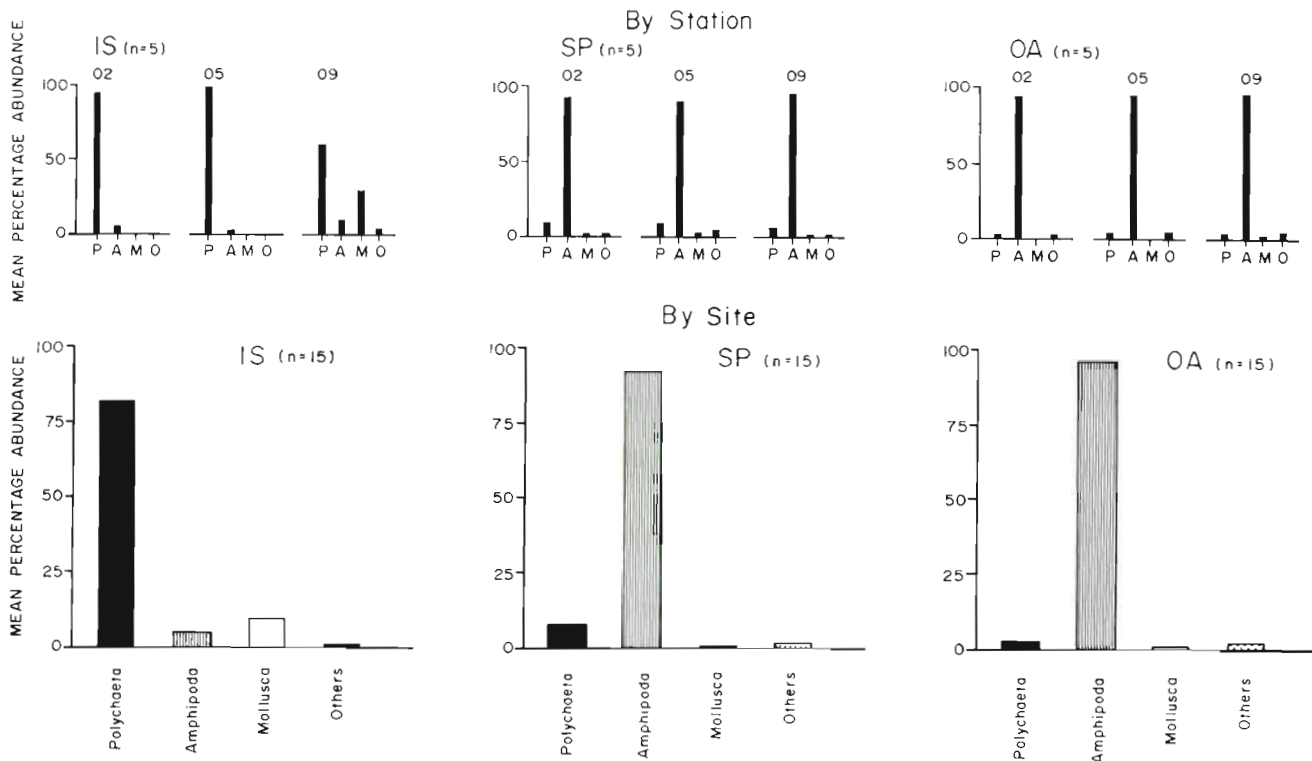 By Station
MEAN PERCENTAGE ABUNDANCE
IS (n=5)
02 05 09
100
50
0
P A M O P A M O P A M O
SP (n=5)
02 05 09
100
50
0
P A M O P A M O P A M O
OA (n=5)
02 05 09
100
50
0
P A M O P A M O P A M O
By Site
MEAN PERCENTAGE ABUNDANCE
IS (n=15)
100
75
50
25
0
Polychaeta
Amphipoda
Mollusca
Others
SP (n=15)
100
75
50
25
0
Polychaeta
Amphipoda
Mollusca
Others
OA (n=15)
100
75
50
25
0
Polychaeta
Amphipoda
Mollusca
Others